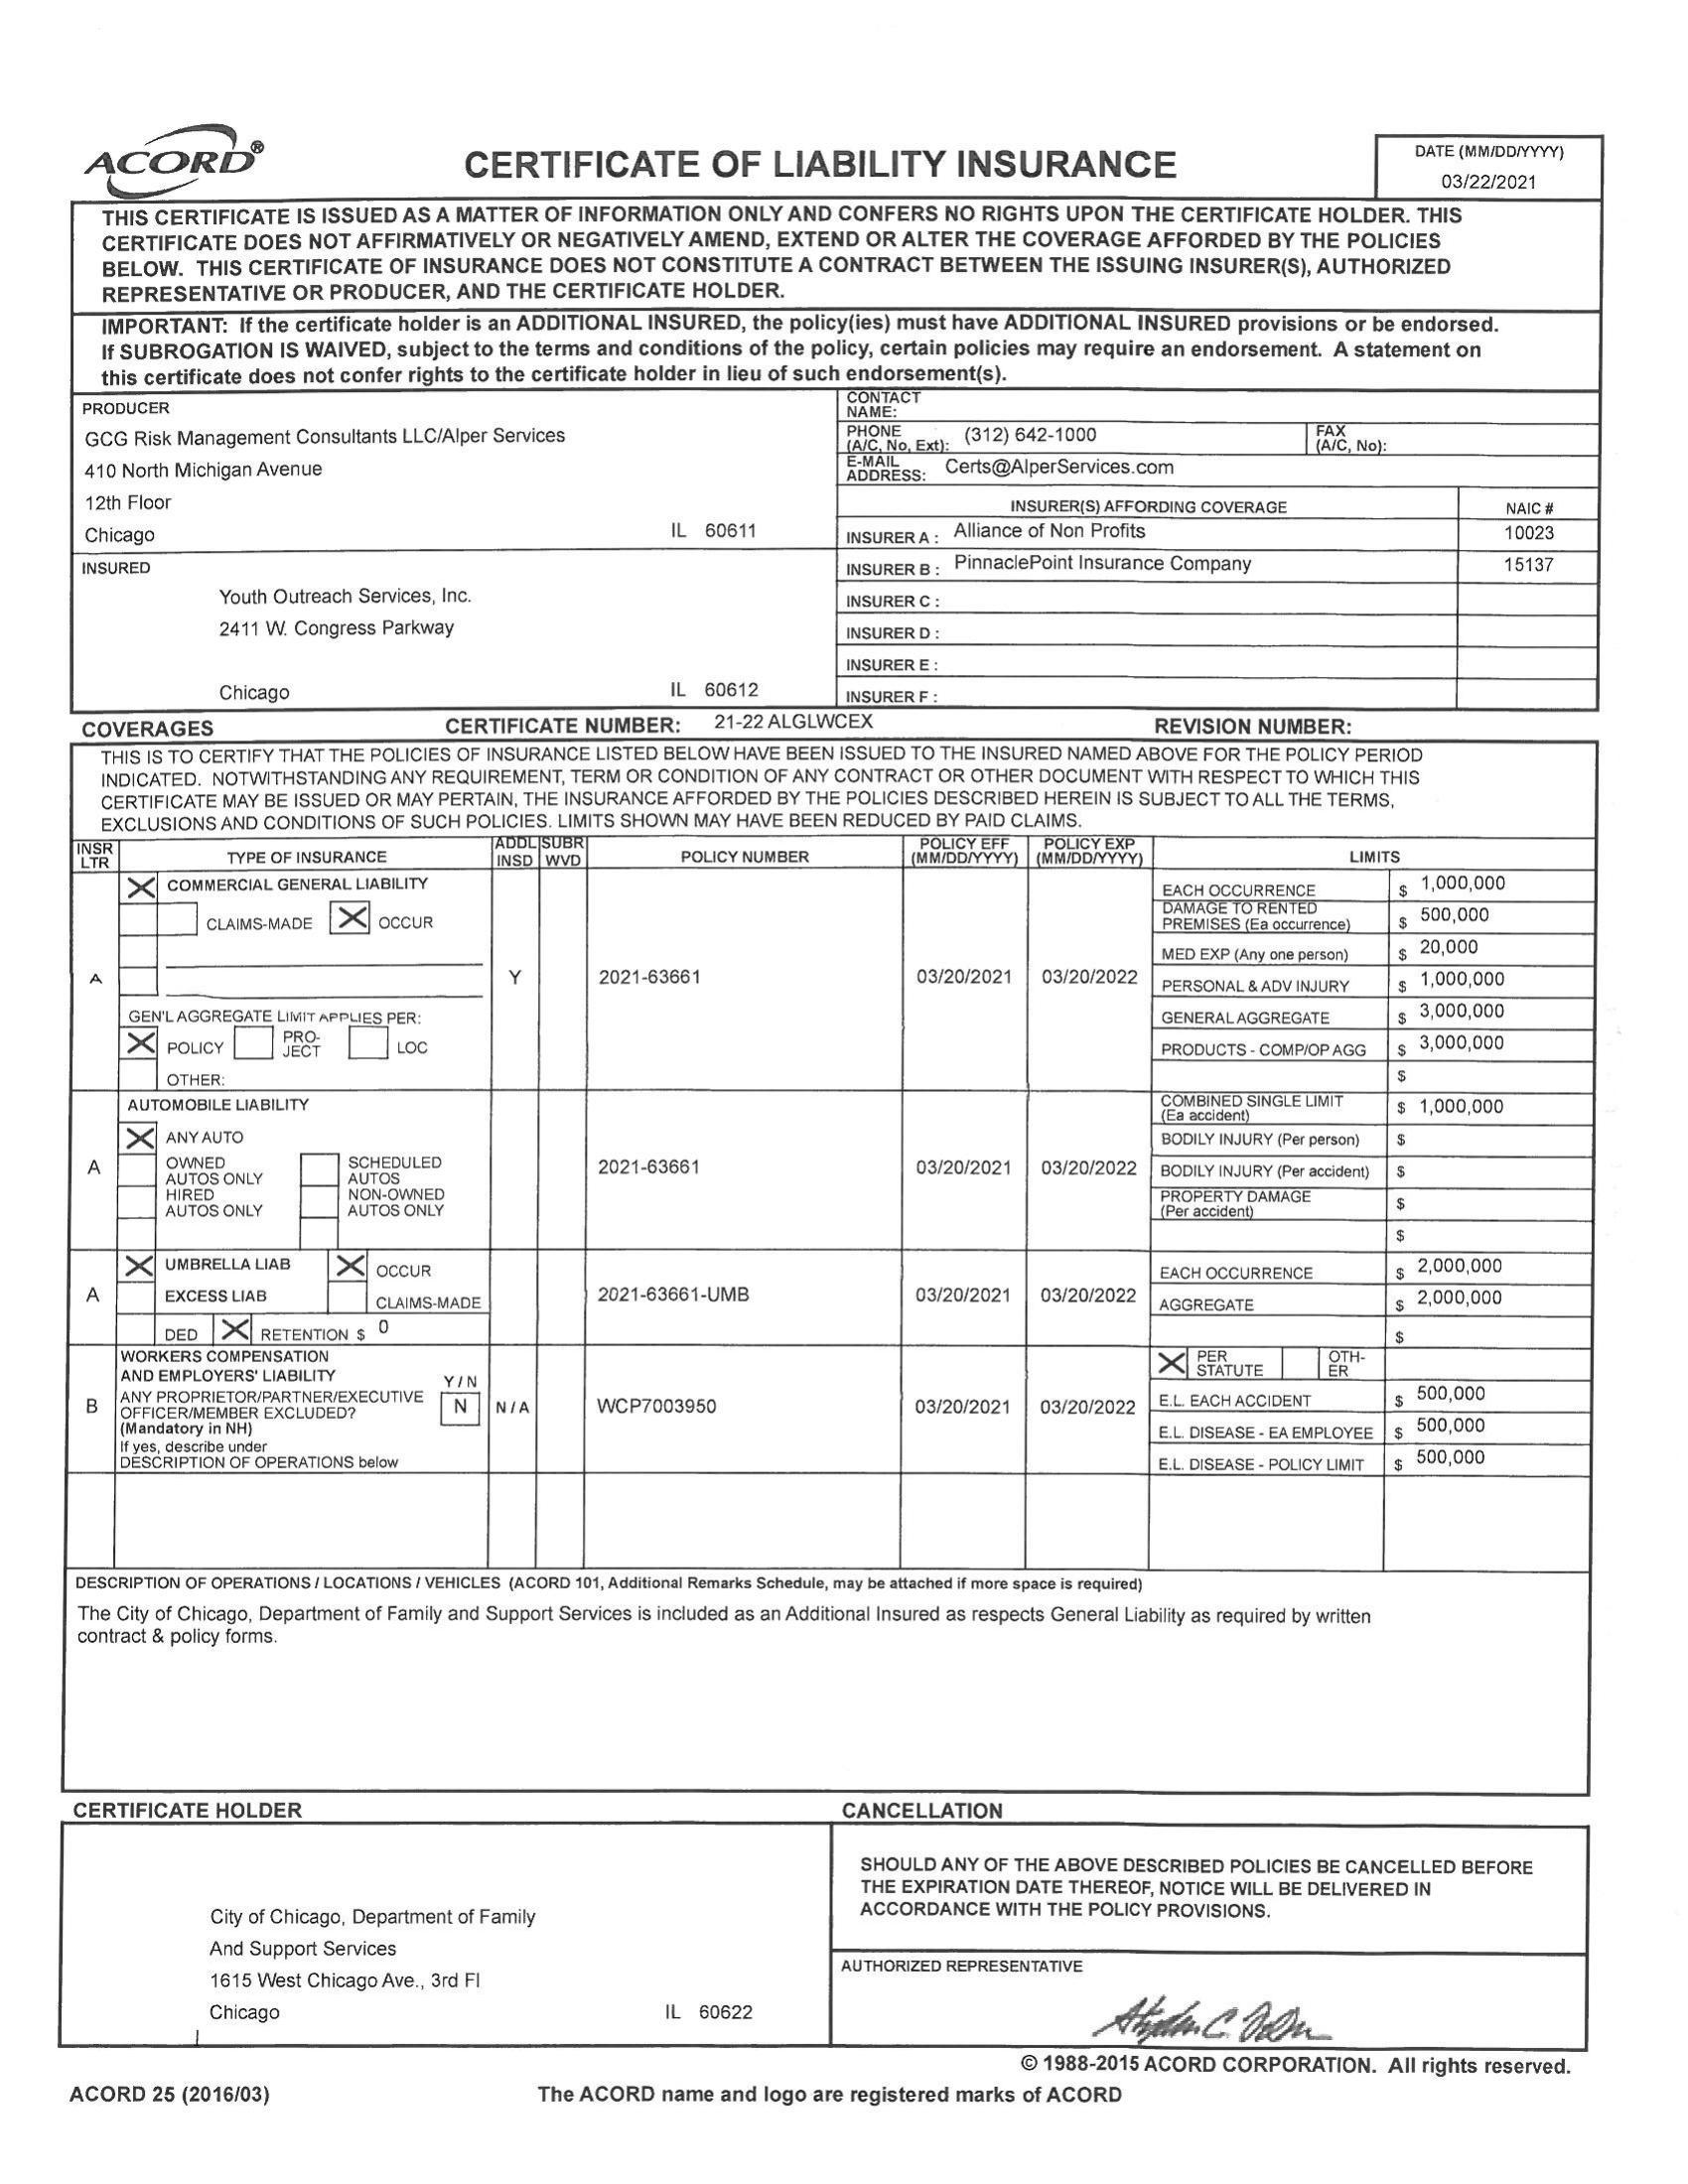 ACORD®
CERTIFICATE OF LIABILITY INSURANCE
DATE (MM/DD/YYYY)
03/22/2021
THIS CERTIFICATE IS ISSUED AS A MATTER OF INFORMATION ONLY AND CONFERS NO RIGHTS UPON THE CERTIFICATE HOLDER. THIS
CERTIFICATE DOES NOT AFFIRMATIVELY OR NEGATIVELY AMEND, EXTEND OR ALTER THE COVERAGE AFFORDED BY THE POLICIES
BELOW. THIS CERTIFICATE OF INSURANCE DOES NOT CONSTITUTE A CONTRACT BETWEEN THE ISSUING INSURER(S), AUTHORIZED
REPRESENTATIVE OR PRODUCER, AND THE CERTIFICATE HOLDER.
IMPORTANT: If the certificate holder is an ADDITIONAL INSURED, the policy(ies) must have ADDITIONAL INSURED provisions or be endorsed.
If SUBROGATION IS WAIVED, subject to the terms and conditions of the policy, certain policies may require an endorsement. A statement on
this certificate does not confer rights to the certificate holder in lieu of such endorsement(s).
PRODUCER
GCG Risk Management Consultants LLC/Alper Services
410 North Michigan Avenue
12th Floor
Chicago IL 60611
CONTACT
NAME:
PHONE
(A/C, No, Ext): (312) 642-1000
FAX
(A/C, No):
E-MAIL
ADDRESS: Certs@AlperServices.com
INSURER(S) AFFORDING COVERAGE NAIC #
INSURER A : Alliance of Non Profits 10023
INSURED
Youth Outreach Services, Inc.
2411 W. Congress Parkway
Chicago IL 60612
INSURER B : PinnaclePoint Insurance Company 15137
INSURER C :
INSURER D :
INSURER E :
INSURER F :
COVERAGES CERTIFICATE NUMBER: 21-22 ALGLWCEX REVISION NUMBER:
THIS IS TO CERTIFY THAT THE POLICIES OF INSURANCE LISTED BELOW HAVE BEEN ISSUED TO THE INSURED NAMED ABOVE FOR THE POLICY PERIOD
INDICATED. NOTWITHSTANDING ANY REQUIREMENT, TERM OR CONDITION OF ANY CONTRACT OR OTHER DOCUMENT WITH RESPECT TO WHICH THIS
CERTIFICATE MAY BE ISSUED OR MAY PERTAIN, THE INSURANCE AFFORDED BY THE POLICIES DESCRIBED HEREIN IS SUBJECT TO ALL THE TERMS,
EXCLUSIONS AND CONDITIONS OF SUCH POLICIES. LIMITS SHOWN MAY HAVE BEEN REDUCED BY PAID CLAIMS.
INSR
LTR
TYPE OF INSURANCE
ADDL
INSD
SUBR
WVD
POLICY NUMBER
POLICY EFF
(MM/DD/YYYY)
POLICY EXP
(MM/DD/YYYY)
LIMITS
A
X COMMERCIAL GENERAL LIABILITY
CLAIMS-MADE X OCCUR
GEN'L AGGREGATE LIMIT APPLIES PER:
X POLICY
PRO-
JECT
LOC
OTHER:
Y
2021-63661
03/20/2021
03/20/2022
EACH OCCURRENCE $ 1,000,000
DAMAGE TO RENTED
PREMISES (Ea occurrence) $ 500,000
MED EXP (Any one person) $ 20,000
PERSONAL & ADV INJURY $ 1,000,000
GENERAL AGGREGATE $ 3,000,000
PRODUCTS - COMP/OP AGG $ 3,000,000
$
A
AUTOMOBILE LIABILITY
X ANY AUTO
OWNED
AUTOS ONLY
SCHEDULED
AUTOS
HIRED
AUTOS ONLY
NON-OWNED
AUTOS ONLY
2021-63661
03/20/2021
03/20/2022
COMBINED SINGLE LIMIT
(Ea accident) $ 1,000,000
BODILY INJURY (Per person) $
BODILY INJURY (Per accident) $
PROPERTY DAMAGE
(Per accident) $
$
A
X UMBRELLA LIAB X OCCUR
EXCESS LIAB CLAIMS-MADE
DED X RETENTION $ 0
2021-63661-UMB
03/20/2021
03/20/2022
EACH OCCURRENCE $ 2,000,000
AGGREGATE $ 2,000,000
$
B
WORKERS COMPENSATION
AND EMPLOYERS' LIABILITY
Y / N
ANY PROPRIETOR/PARTNER/EXECUTIVE
OFFICER/MEMBER EXCLUDED?
N
(Mandatory in NH)
If yes, describe under
DESCRIPTION OF OPERATIONS below
N / A
WCP7003950
03/20/2021
03/20/2022
X PER
STATUTE
OTH-
ER
E.L. EACH ACCIDENT $ 500,000
E.L. DISEASE - EA EMPLOYEE $ 500,000
E.L. DISEASE - POLICY LIMIT $ 500,000
DESCRIPTION OF OPERATIONS / LOCATIONS / VEHICLES (ACORD 101, Additional Remarks Schedule, may be attached if more space is required)
The City of Chicago, Department of Family and Support Services is included as an Additional Insured as respects General Liability as required by written
contract & policy forms.
CERTIFICATE HOLDER
City of Chicago, Department of Family
And Support Services
1615 West Chicago Ave., 3rd Fl
Chicago IL 60622
CANCELLATION
SHOULD ANY OF THE ABOVE DESCRIBED POLICIES BE CANCELLED BEFORE
THE EXPIRATION DATE THEREOF, NOTICE WILL BE DELIVERED IN
ACCORDANCE WITH THE POLICY PROVISIONS.
AUTHORIZED REPRESENTATIVE
© 1988-2015 ACORD CORPORATION. All rights reserved.
ACORD 25 (2016/03) The ACORD name and logo are registered marks of ACORD